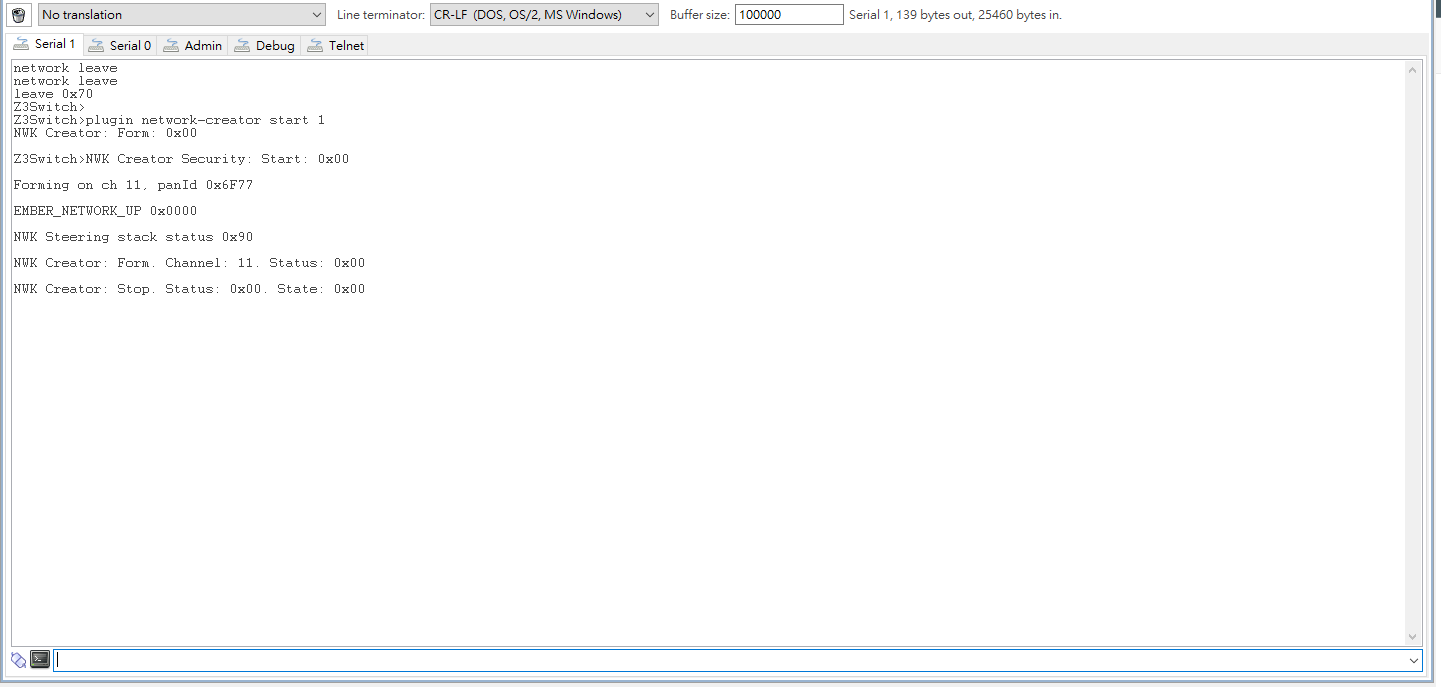 No translation Line terminator: CR-LF (DOS, OS/2, MS Windows) Buffer size: 100000 Serial 1, 139 bytes out, 25460 bytes in.
Serial 1 Serial 0 Admin Debug Telnet
network leave
network leave
leave 0x70
Z3Switch>
Z3Switch>plugin network-creator start 1
NWK Creator: Form: 0x00
Z3Switch>NWK Creator Security: Start: 0x00
Forming on ch 11, panId 0x6F77
EMBER_NETWORK_UP 0x0000
NWK Steering stack status 0x90
NWK Creator: Form. Channel: 11. Status: 0x00
NWK Creator: Stop. Status: 0x00. State: 0x00